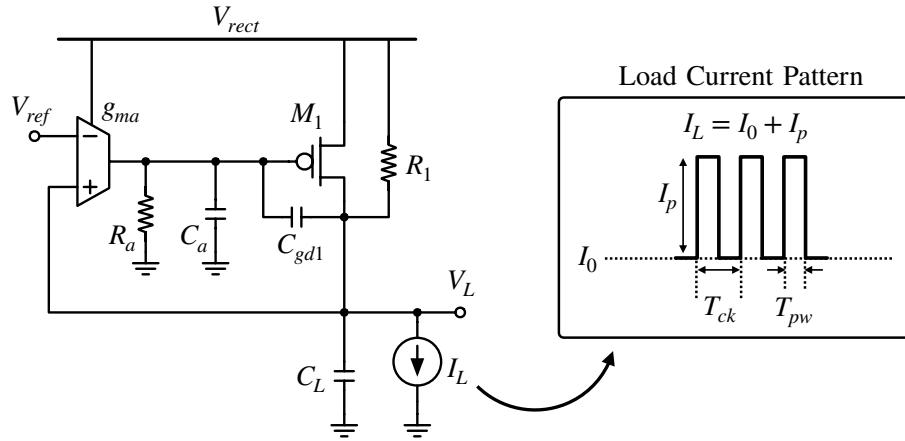 V_rect
Load Current Pattern
V_ref
g_ma
M_1
I_L = I_0 + I_p
−
+
R_1
I_p
R_a
C_a
C_gd1
I_0
V_L
T_ck
T_pw
C_L
I_L